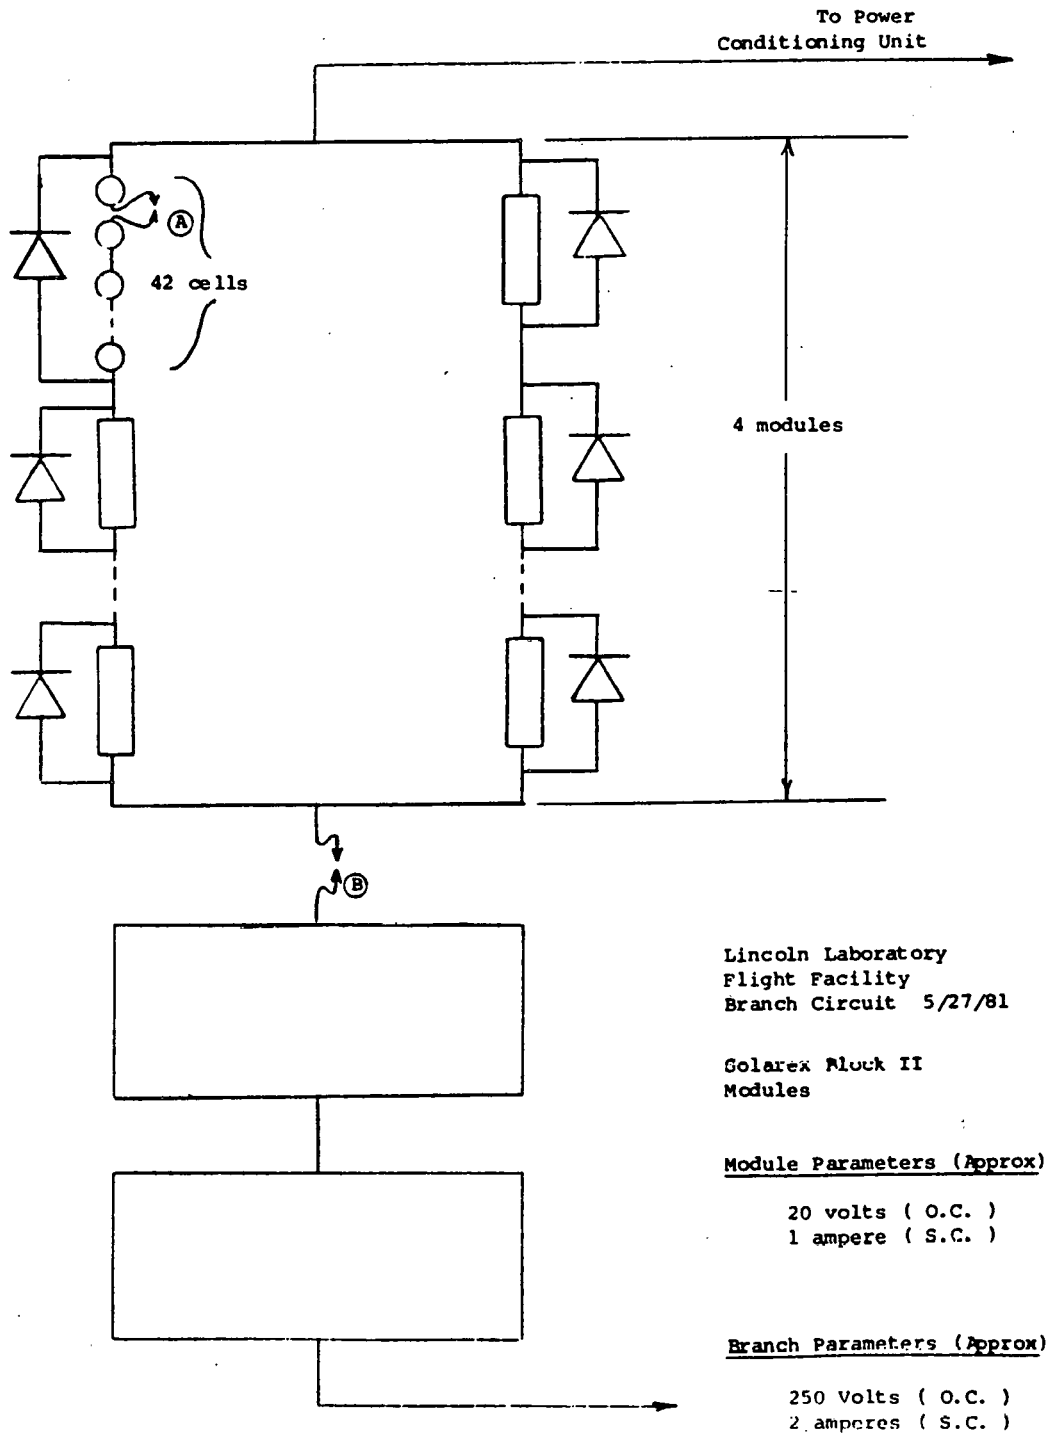 To Power
Conditioning Unit
A
42 cells
4 modules
B
Lincoln Laboratory
Flight Facility
Branch Circuit 5/27/81
Solarex Block II
Modules
Module Parameters (Approx)
20 volts ( O.C. )
1 ampere ( S.C. )
Branch Parameters (Approx)
250 Volts ( O.C. )
2 amperes ( S.C. )